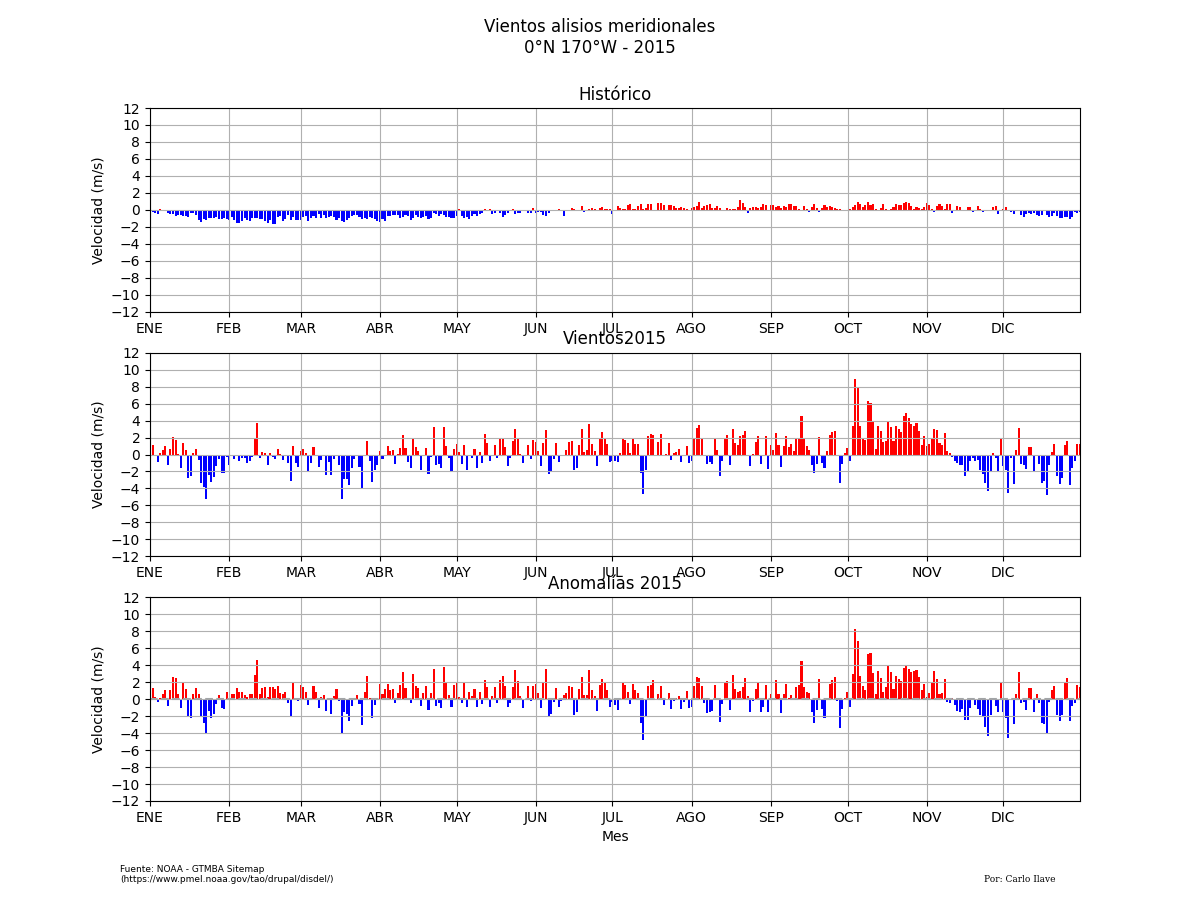 Vientos alisios meridionales
0°N 170°W - 2015
Histórico
12
10
8
6
4
2
0
−2
−4
−6
−8
−10
−12
Velocidad (m/s)
ENE FEB MAR ABR MAY JUN JUL AGO SEP OCT NOV DIC
Vientos2015
12
10
8
6
4
2
0
−2
−4
−6
−8
−10
−12
Velocidad (m/s)
ENE FEB MAR ABR MAY JUN JUL AGO SEP OCT NOV DIC
Anomalías 2015
12
10
8
6
4
2
0
−2
−4
−6
−8
−10
−12
Velocidad (m/s)
ENE FEB MAR ABR MAY JUN JUL AGO SEP OCT NOV DIC
Mes
Fuente: NOAA - GTMBA Sitemap
(https://www.pmel.noaa.gov/tao/drupal/disdel/)
Por: Carlo Ilave